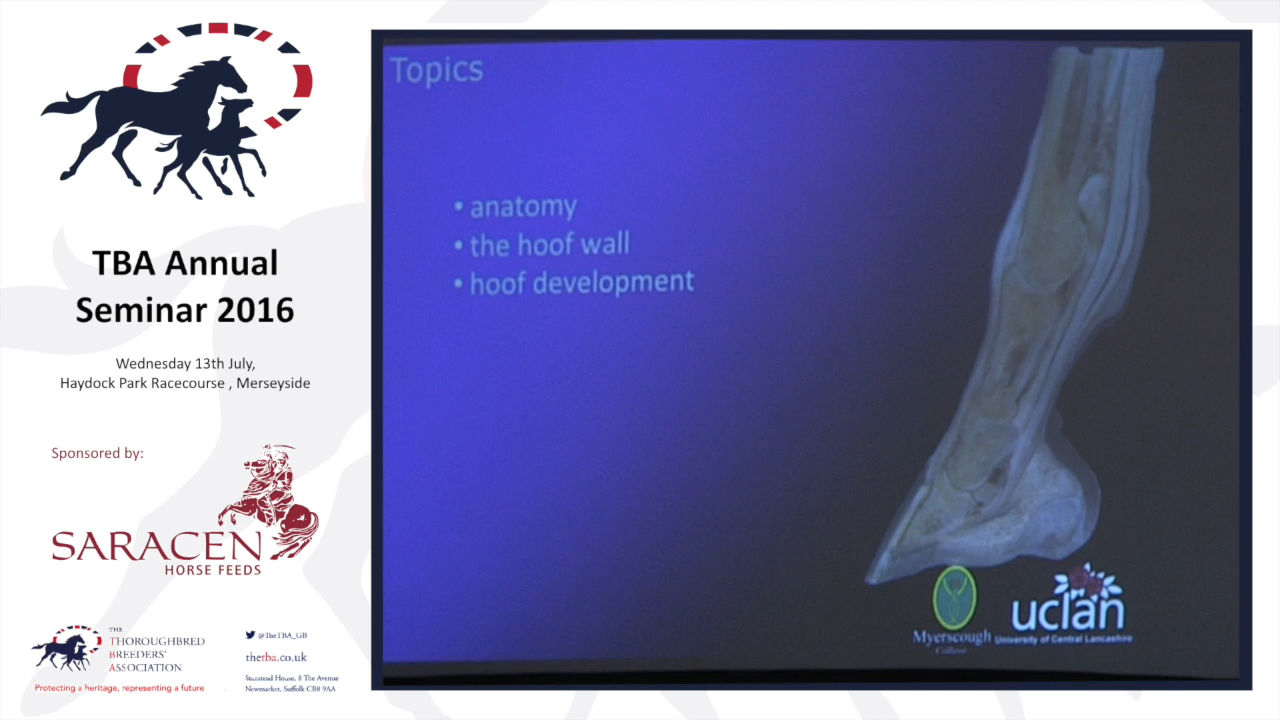 TBA Annual
Seminar 2016
Wednesday 13th July,
Haydock Park Racecourse , Merseyside
Sponsored by:
SARACEN
HORSE FEEDS
THE
THOROUGHBRED
BREEDERS'
ASSOCIATION
Protecting a heritage, representing a future
@TheTBA_GB
thetba.co.uk
Stanstead House, 8 The Avenue
Newmarket, Suffolk CB8 9AA
Topics
• anatomy
• the hoof wall
• hoof development
Myerscough
College
uclan
University of Central Lancashire